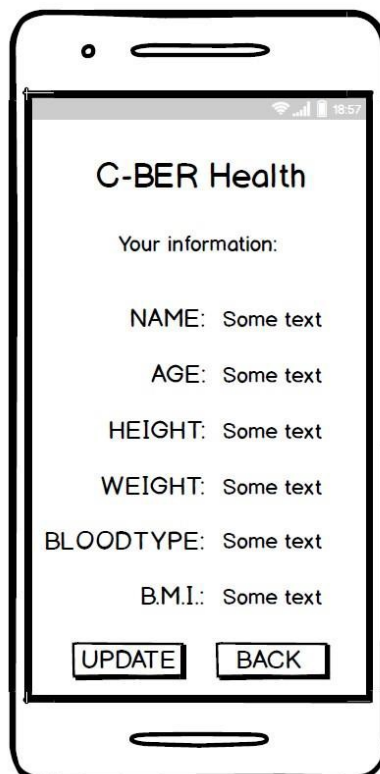 18:57
C-BER Health
Your information:
NAME: Some text
AGE: Some text
HEIGHT: Some text
WEIGHT: Some text
BLOODTYPE: Some text
B.M.I.: Some text
UPDATE BACK